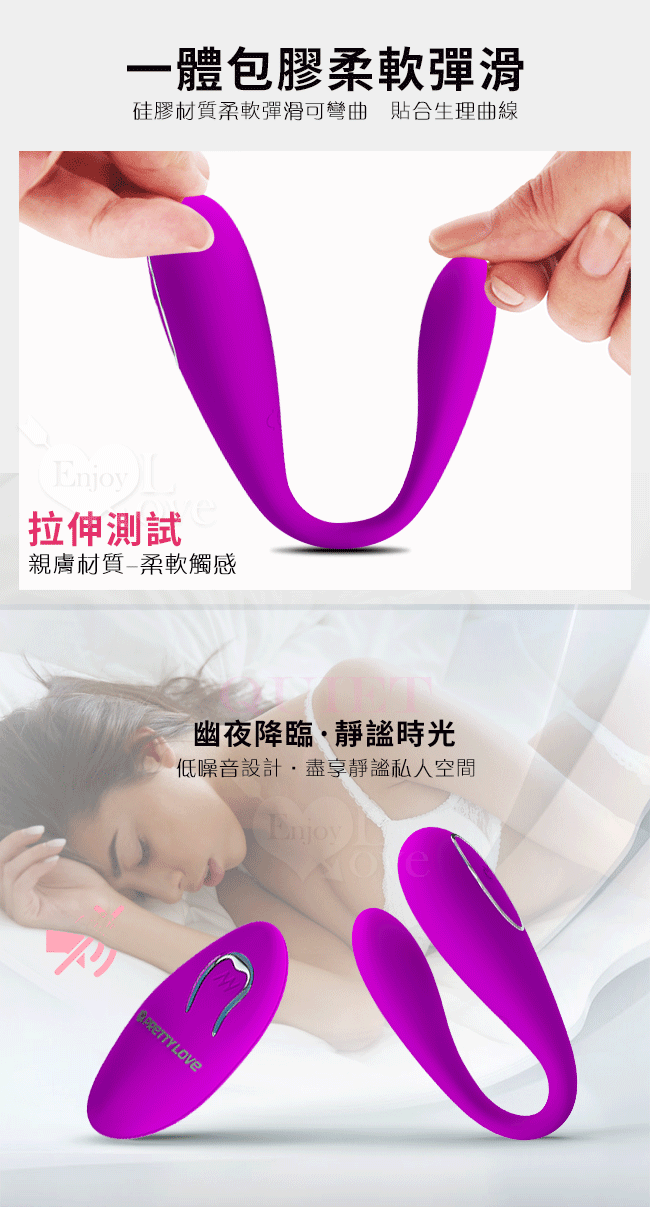 一體包膠柔軟彈滑
硅膠材質柔軟彈滑可彎曲　貼合生理曲線
Enjoy Love
拉伸測試
親膚材質–柔軟觸感
QUIET
幽夜降臨·靜謐時光
低噪音設計·盡享靜謐私人空間
Enjoy Love
PRETTYLOVE